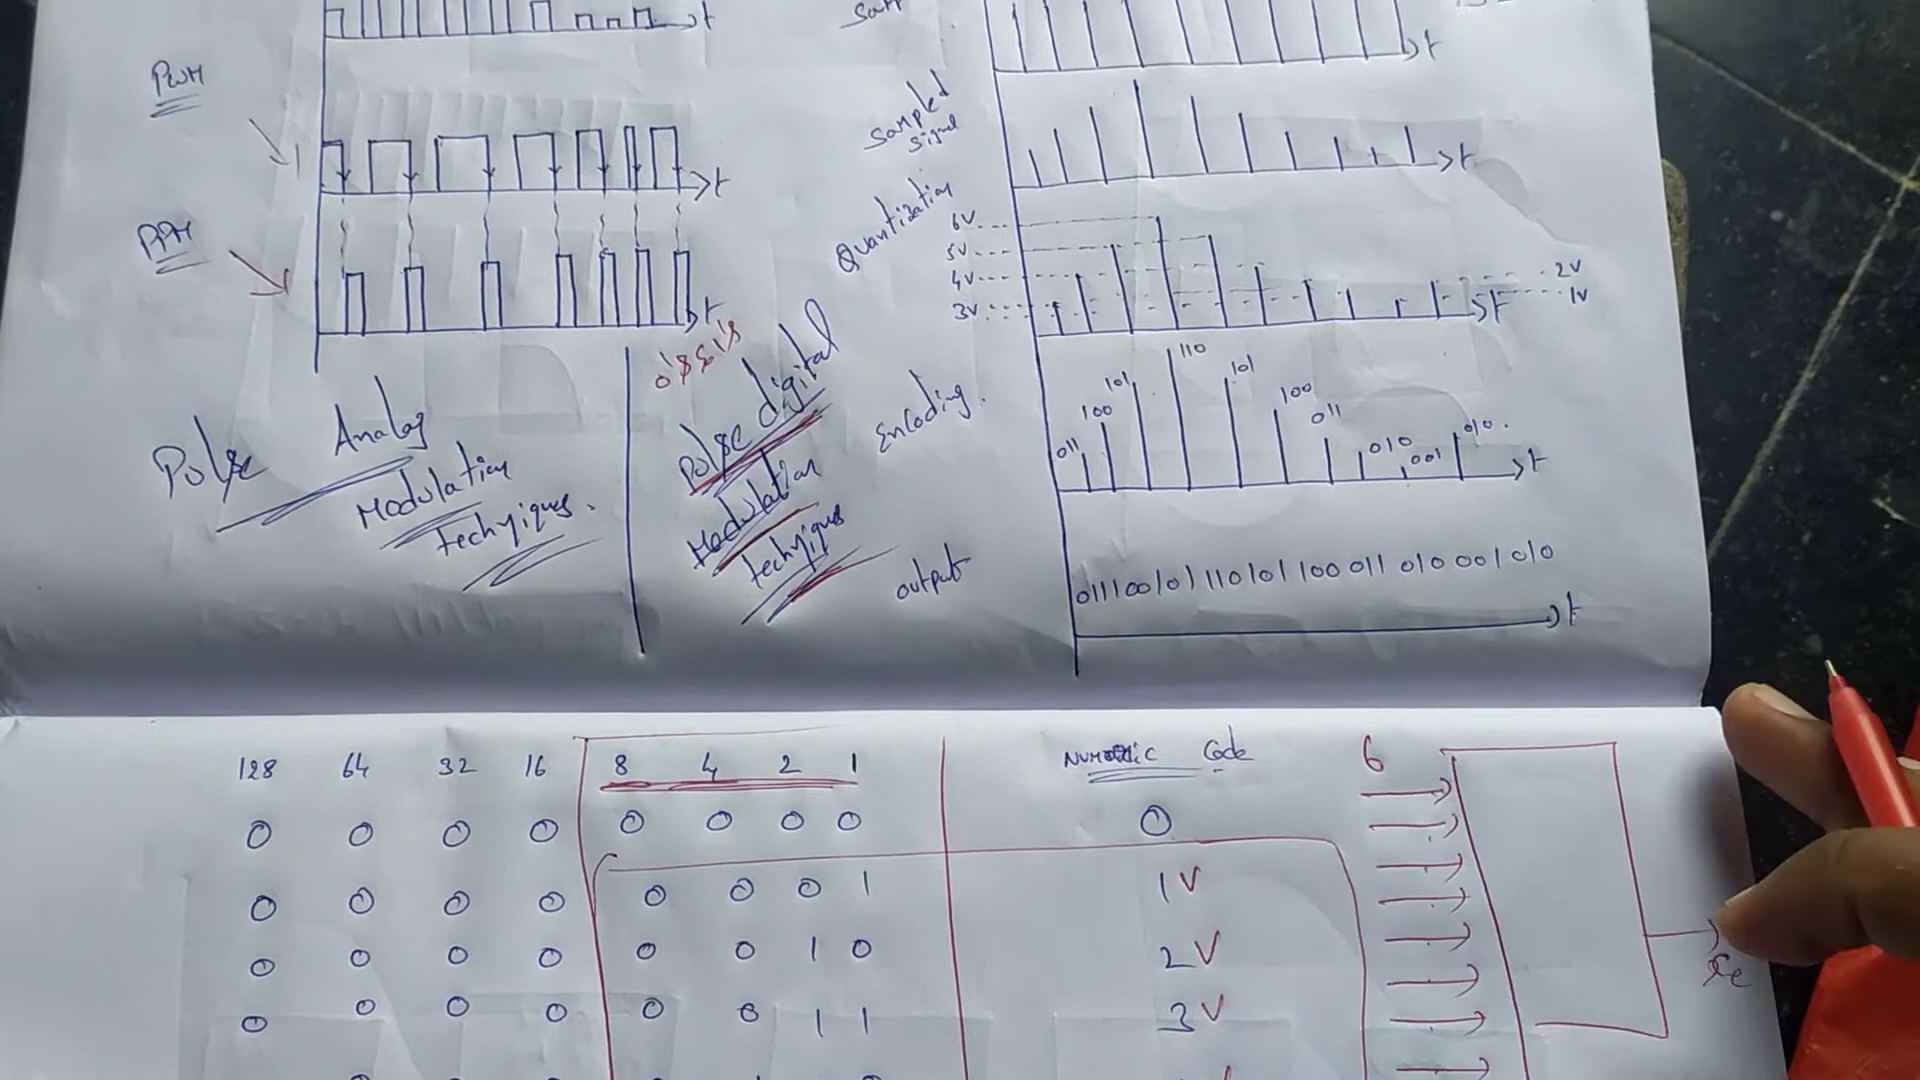 t
t
PWM
t
PPM
t
Pulse Analog
Modulation
Techyiques.
0's & 1's
Pulse digital
Modulation
Techyiques
t
Sampled
signal
t
Quantization
6V
5V
4V
3V
2V
1V
t
Encoding.
011 100 101 110 101 100 011 010 001 010.
t
output
011100101110101100011010001010
t
128 64 32 16 8 4 2 1 Code 6
0 0 0 0 0 0 0 0 0
0 0 0 0 0 0 0 1 1V
0 0 0 0 0 0 1 0 2V
0 0 0 0 0 0 1 1 3V